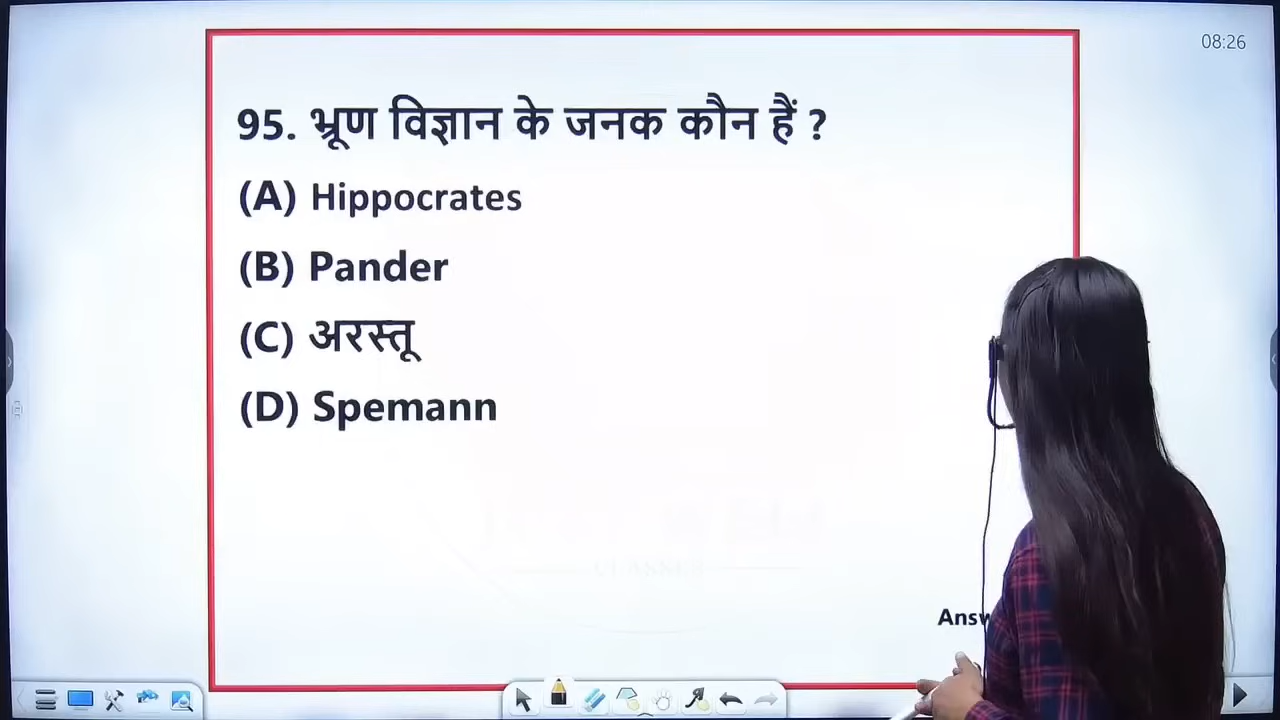 08:26
95. भ्रूण विज्ञान के जनक कौन हैं ?
(A) Hippocrates
(B) Pander
(C) अरस्तू
(D) Spemann